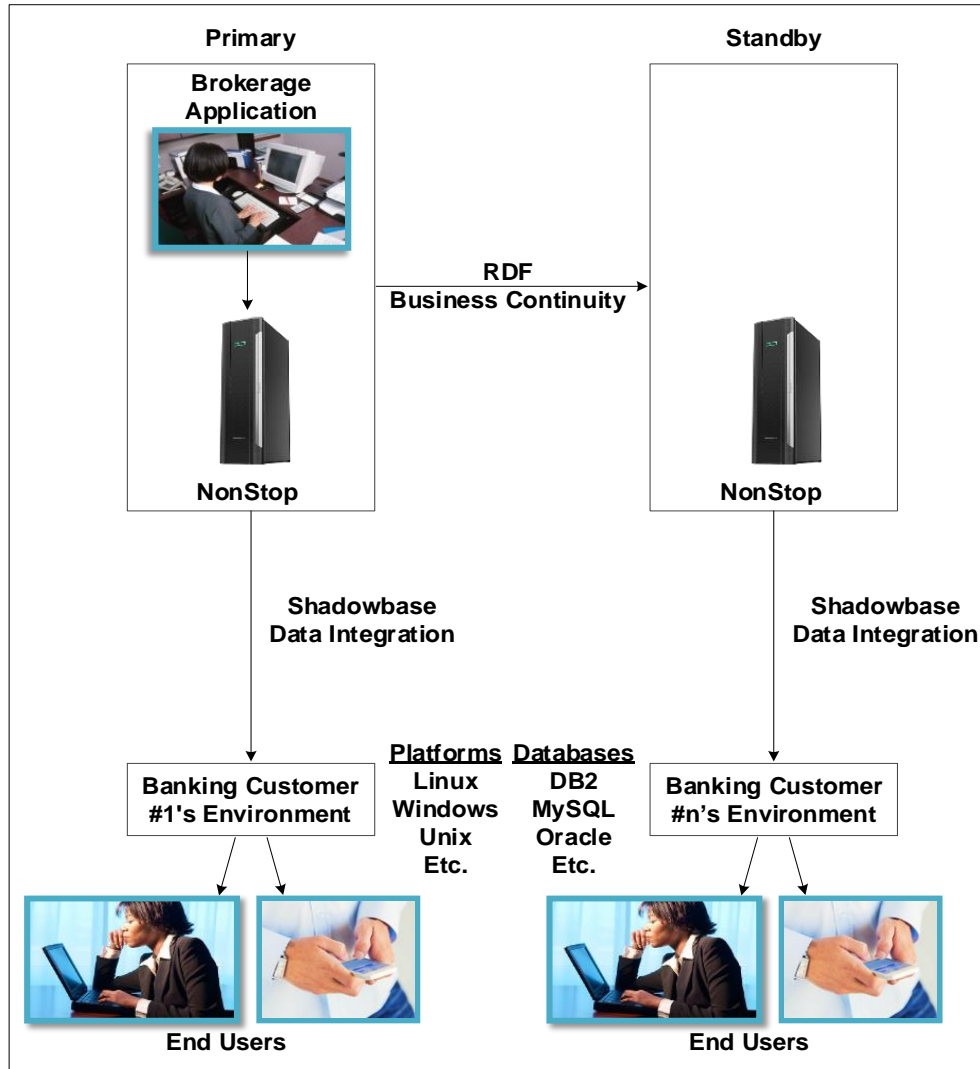 Primary
Standby
Brokerage
Application
RDF
Business Continuity
NonStop
NonStop
Shadowbase
Data Integration
Shadowbase
Data Integration
Platforms
Linux
Windows
Unix
Etc.
Databases
DB2
MySQL
Oracle
Etc.
Banking Customer
#1's Environment
Banking Customer
#n’s Environment
End Users
End Users